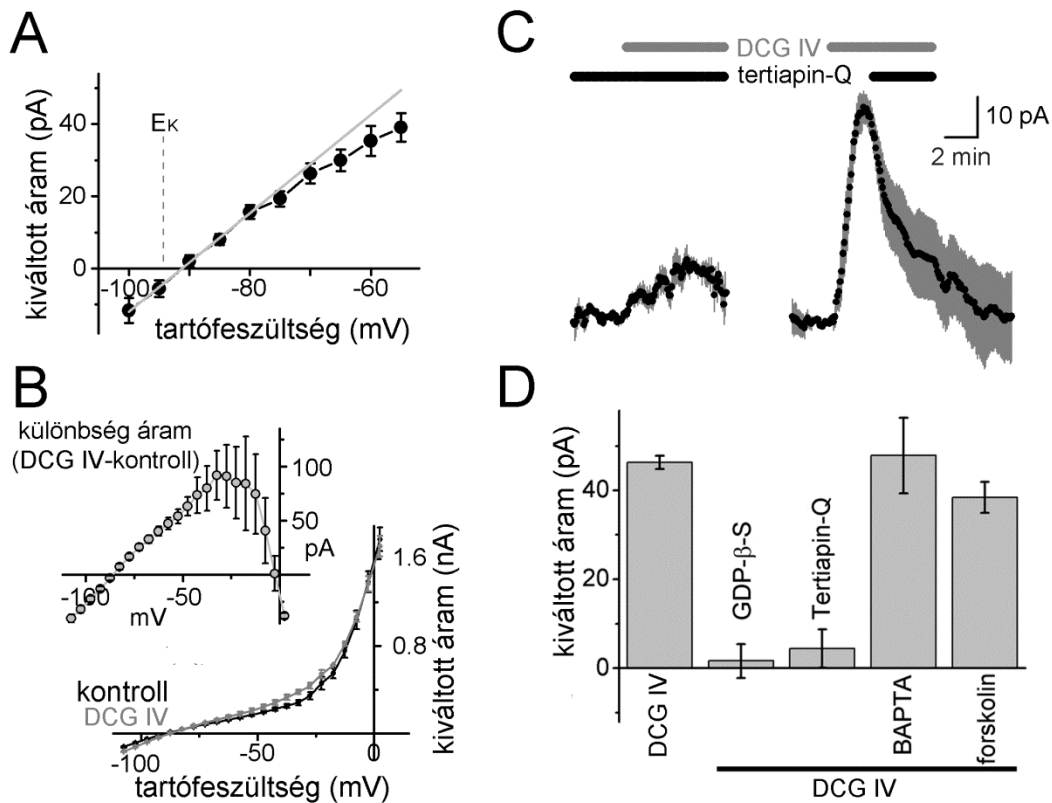 A
kiváltott áram (pA)
40
20
0
EK
-100
-80
-60
tartófeszültség (mV)
B
különbség áram
(DCG IV-kontroll)
100
50
pA
-100
-50
mV
1.6
0.8
kiváltott áram (nA)
kontroll
DCG IV
-100
-50
0
tartófeszültség (mV)
C
DCG IV
tertiapin-Q
10 pA
2 min
D
kiváltott áram (pA)
40
20
0
DCG IV
GDP-β-S
Tertiapin-Q
BAPTA
forskolin
DCG IV